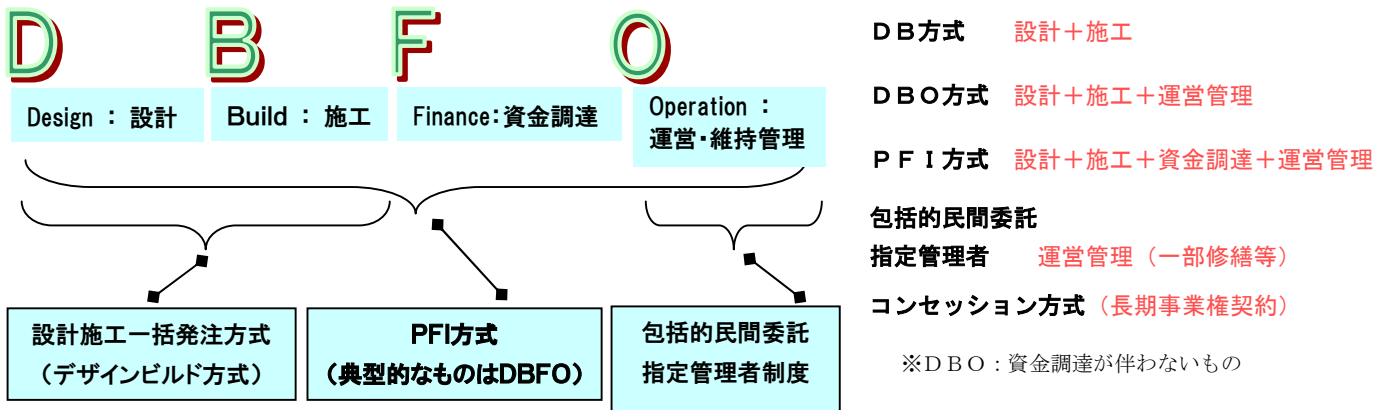 D B F O
Design : 設計
Build : 施工
Finance:資金調達
Operation :
運営・維持管理
設計施工一括発注方式
(デザインビルド方式)
PFI方式
(典型的なものはDBFO)
包括的民間委託
指定管理者制度
DB方式 設計+施工
DBO方式 設計+施工+運営管理
PFI方式 設計+施工+資金調達+運営管理
包括的民間委託
指定管理者 運営管理(一部修繕等)
コンセッション方式(長期事業権契約)
※DBO:資金調達が伴わないもの